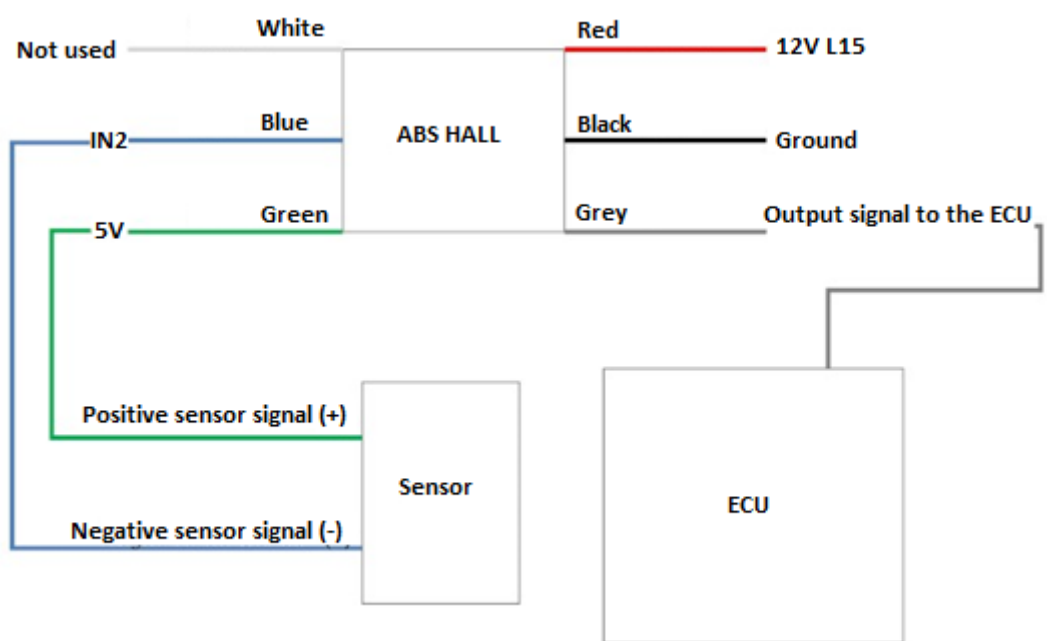 White
Red
Not used
12V L15
Blue
Black
IN2
ABS HALL
Ground
Green
Grey
5V
Output signal to the ECU
Positive sensor signal (+)
Sensor
ECU
Negative sensor signal (-)